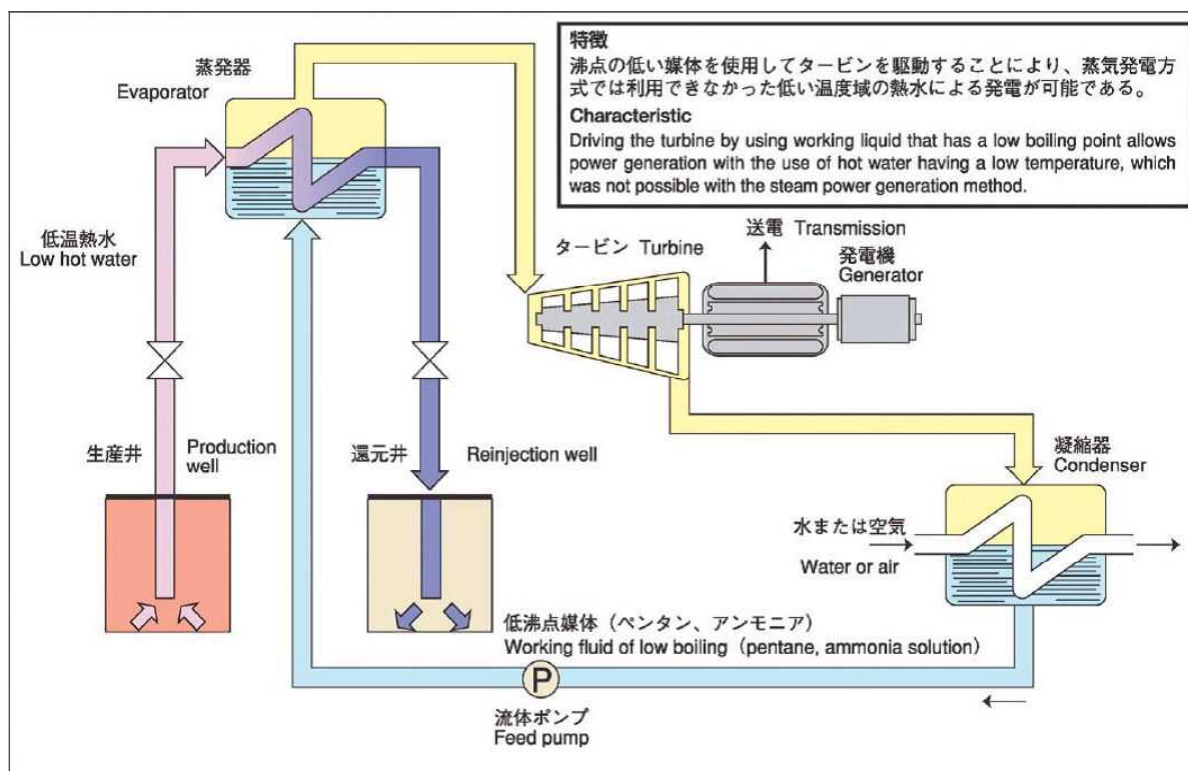 特徴
沸点の低い媒体を使用してタービンを駆動することにより、蒸気発電方
式では利用できなかった低い温度域の熱水による発電が可能である。
Characteristic
Driving the turbine by using working liquid that has a low boiling point allows
power generation with the use of hot water having a low temperature, which
was not possible with the steam power generation method.
蒸発器
Evaporator
低温熱水
Low hot water
タービン Turbine
送電 Transmission
発電機
Generator
生産井
Production
well
還元井
Reinjection well
凝縮器
Condenser
水または空気
Water or air
低沸点媒体（ペンタン、アンモニア）
Working fluid of low boiling（pentane, ammonia solution）
P
流体ポンプ
Feed pump